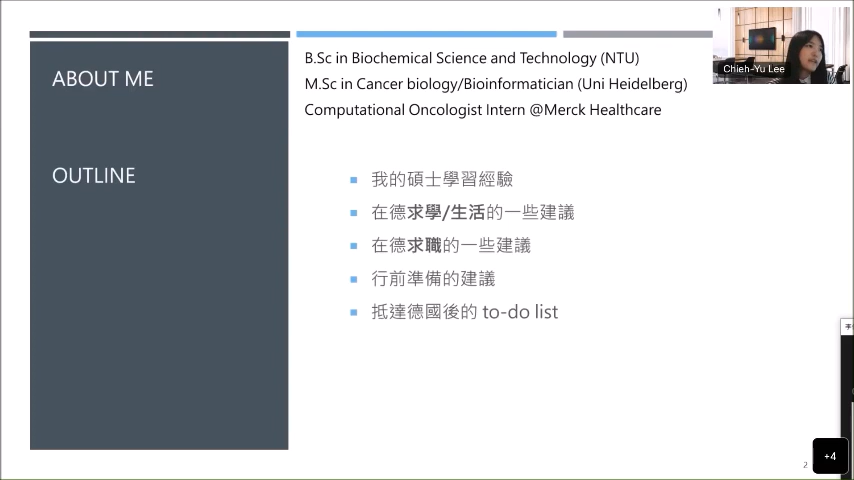 ABOUT ME
B.Sc in Biochemical Science and Technology (NTU)
M.Sc in Cancer biology/Bioinformatician (Uni Heidelberg)
Computational Oncologist Intern @Merck Healthcare
OUTLINE
我的碩士學習經驗
在德求學/生活的一些建議
在德求職的一些建議
行前準備的建議
抵達德國後的 to-do list
Chieh-Yu Lee
2
+4